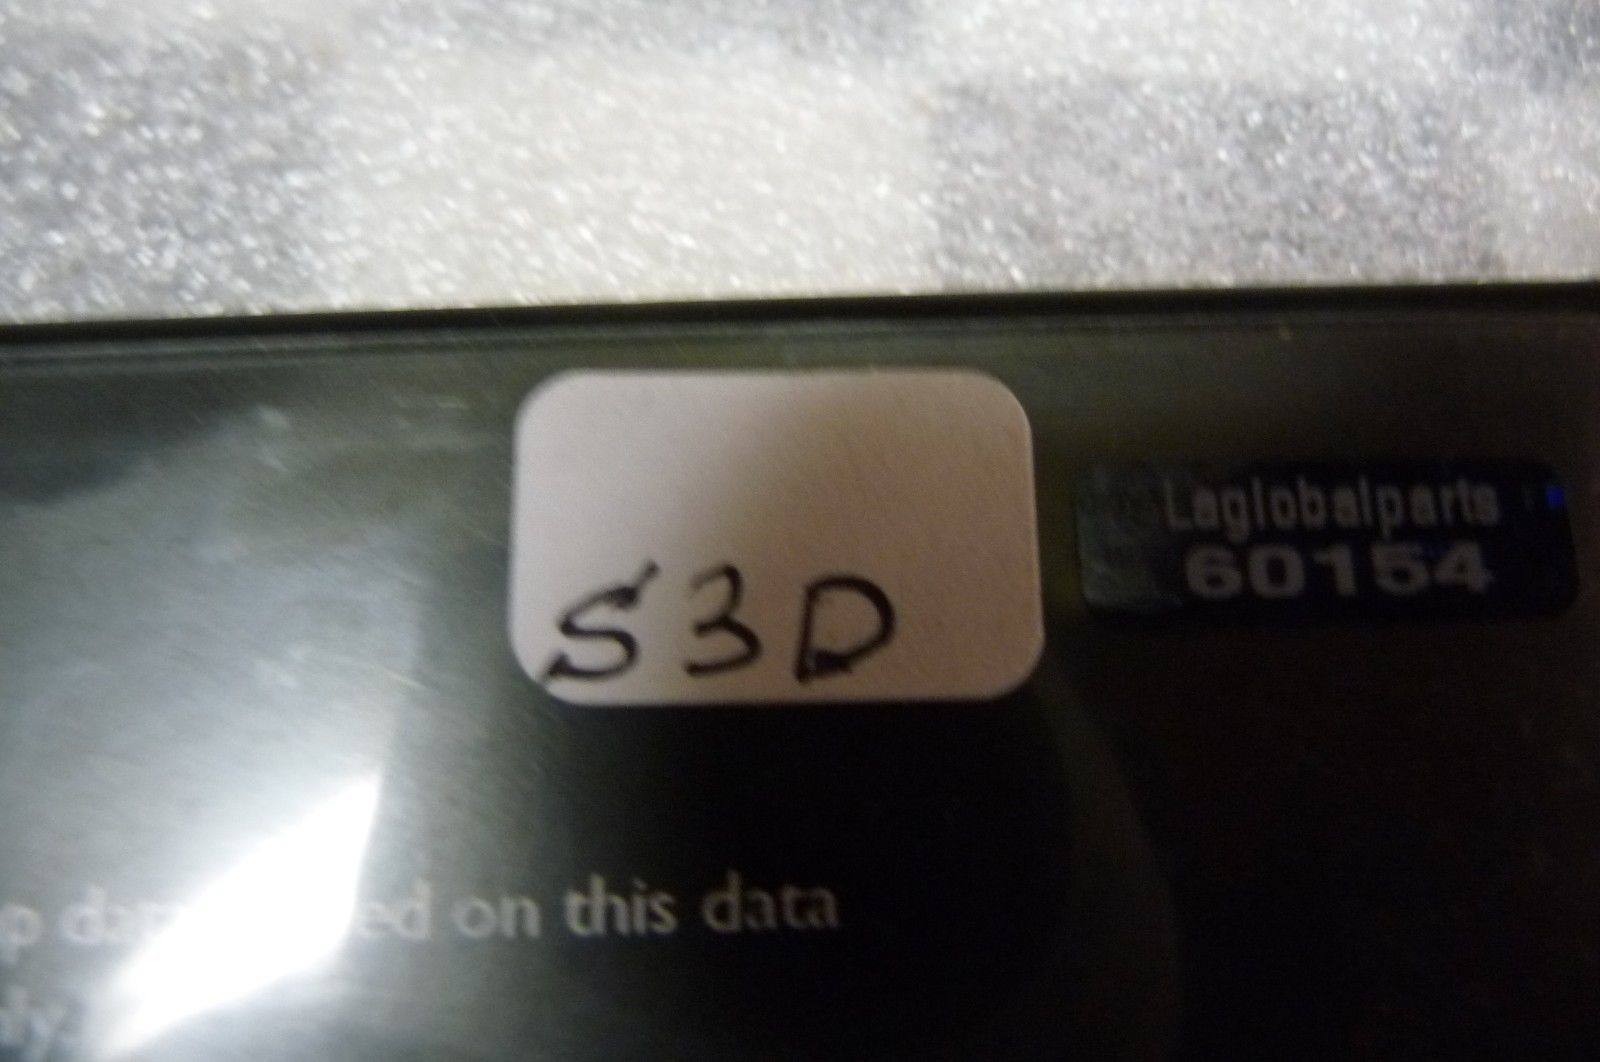 Laglobalparts
60154
S3D
ed on this data